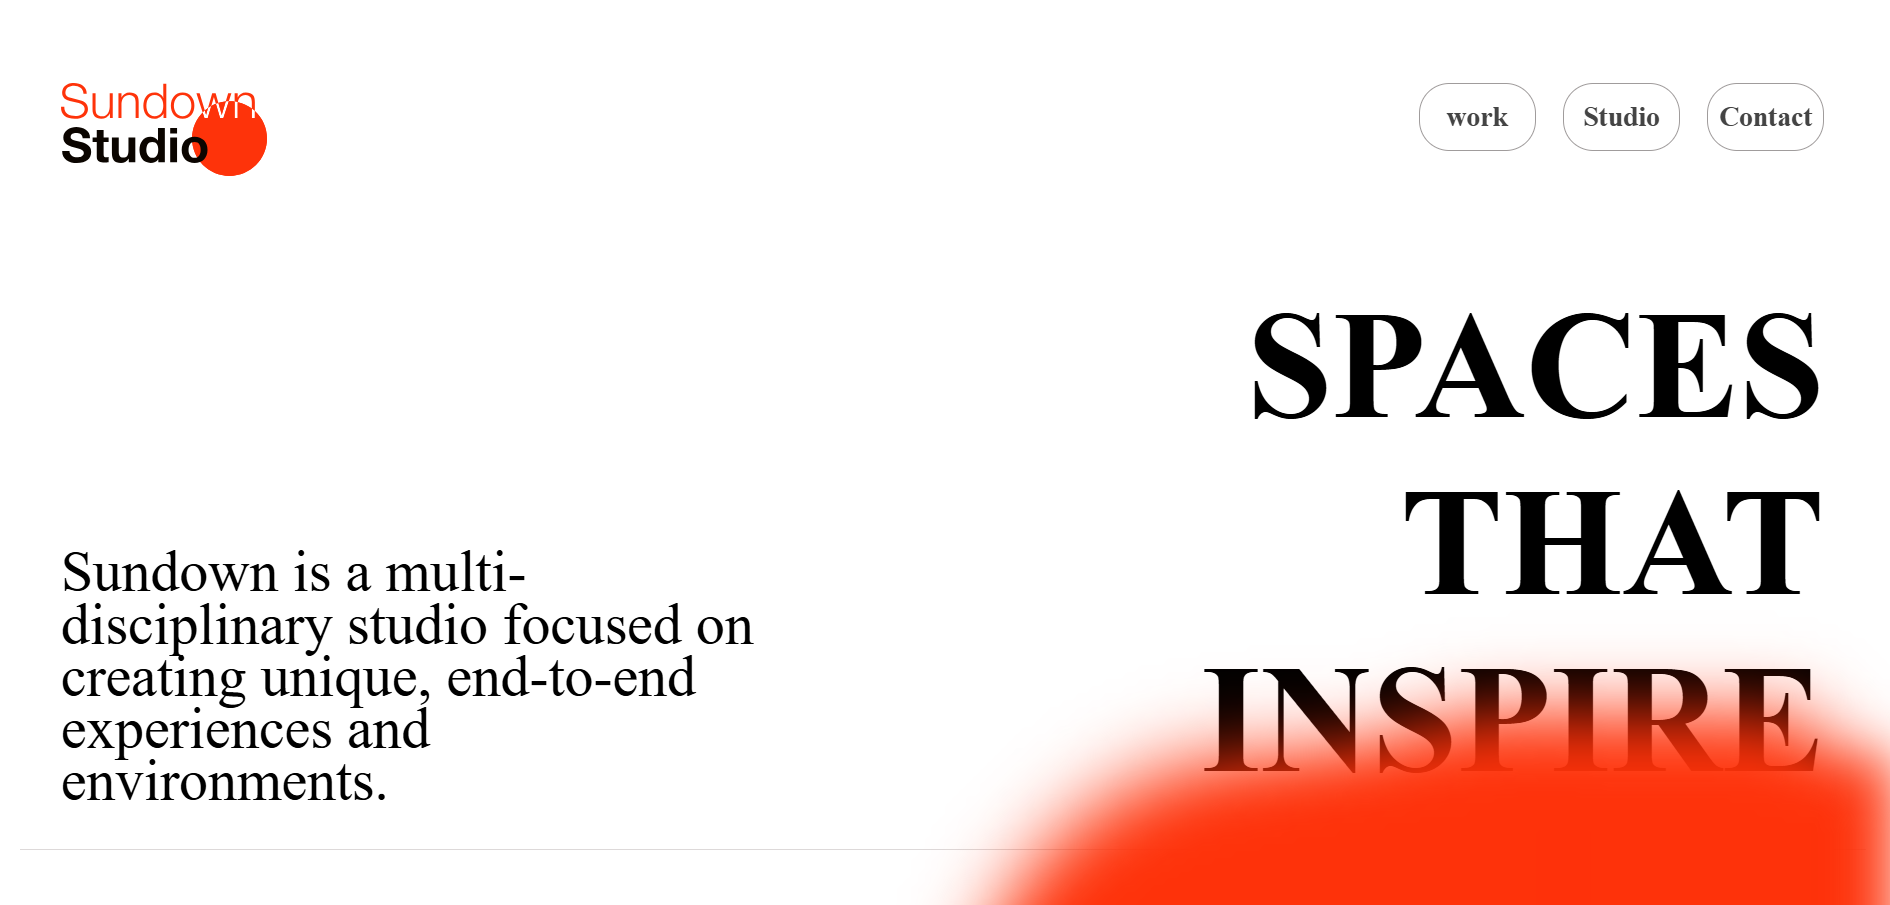 Sundown
Studio
work
Studio
Contact
SPACES
THAT
INSPIRE
Sundown is a multi-
disciplinary studio focused on
creating unique, end-to-end
experiences and
environments.